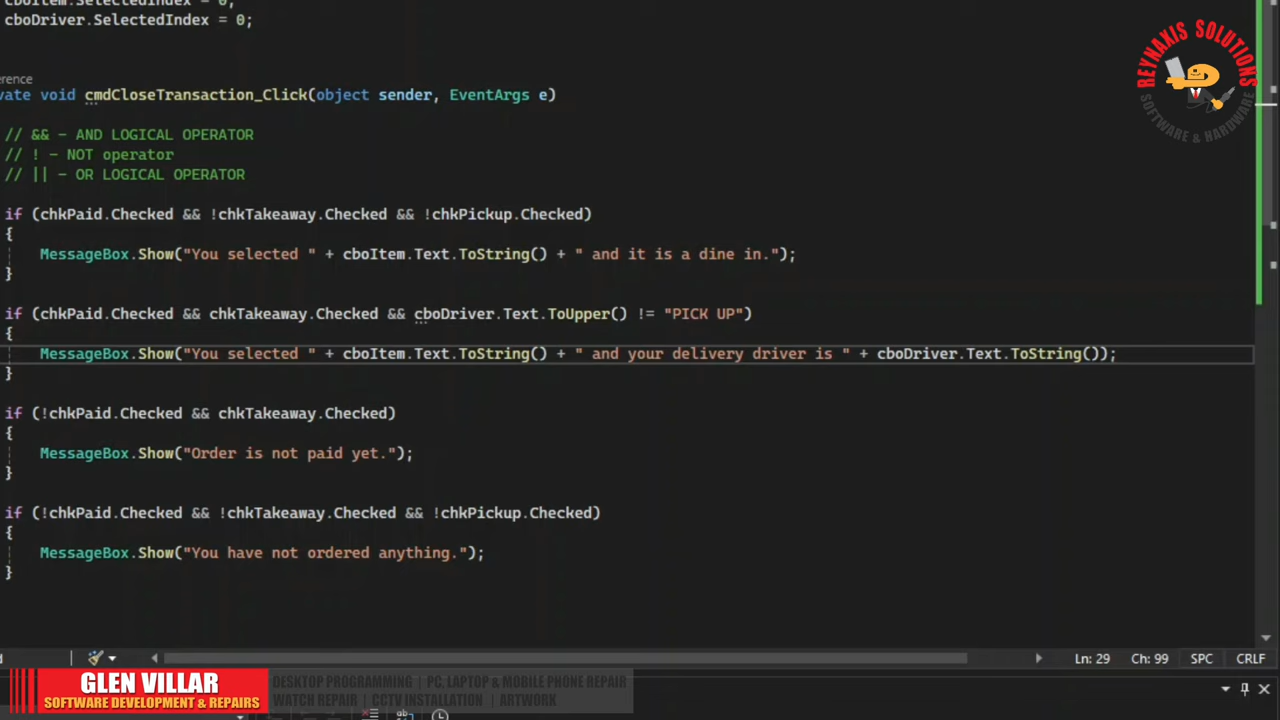 cboItem.SelectedIndex = 0;
cboDriver.SelectedIndex = 0;
erence
vate void cmdCloseTransaction_Click(object sender, EventArgs e)
// && - AND LOGICAL OPERATOR
// ! - NOT operator
// || - OR LOGICAL OPERATOR
if (chkPaid.Checked && !chkTakeaway.Checked && !chkPickup.Checked)
{
MessageBox.Show("You selected " + cboItem.Text.ToString() + " and it is a dine in.");
}
if (chkPaid.Checked && chkTakeaway.Checked && cboDriver.Text.ToUpper() != "PICK UP")
{
MessageBox.Show("You selected " + cboItem.Text.ToString() + " and your delivery driver is " + cboDriver.Text.ToString());
}
if (!chkPaid.Checked && chkTakeaway.Checked)
{
MessageBox.Show("Order is not paid yet.");
}
if (!chkPaid.Checked && !chkTakeaway.Checked && !chkPickup.Checked)
{
MessageBox.Show("You have not ordered anything.");
}
Ln: 29 Ch: 99 SPC CRLF
REYNAXIS SOLUTIONS
SOFTWARE & HARDWARE
GLEN VILLAR
SOFTWARE DEVELOPMENT & REPAIRS
DESKTOP PROGRAMMING | PC, LAPTOP & MOBILE PHONE REPAIR
WATCH REPAIR | CCTV INSTALLATION | ARTWORK